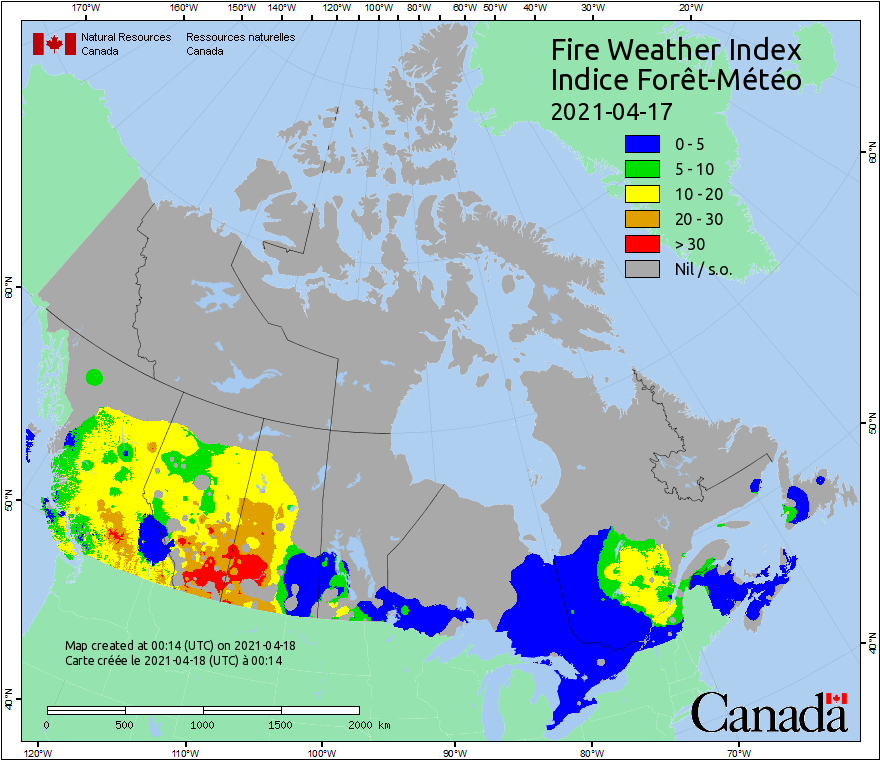 170°W 160°W 150°W 140°W 130°W 120°W 110°W 100°W 90°W 80°W 60°W 50°W 40°W 30°W 20°W
Natural Resources Canada
Ressources naturelles Canada
Fire Weather Index
Indice Forêt-Météo
2021-04-17
0 - 5
5 - 10
10 - 20
20 - 30
> 30
Nil / s.o.
60°N
60°N
50°N
50°N
40°N
40°N
Map created at 00:14 (UTC) on 2021-04-18
Carte créée le 2021-04-18 (UTC) à 00:14
0 500 1000 1500 2000 km
Canada
120°W 110°W 100°W 90°W 80°W 70°W